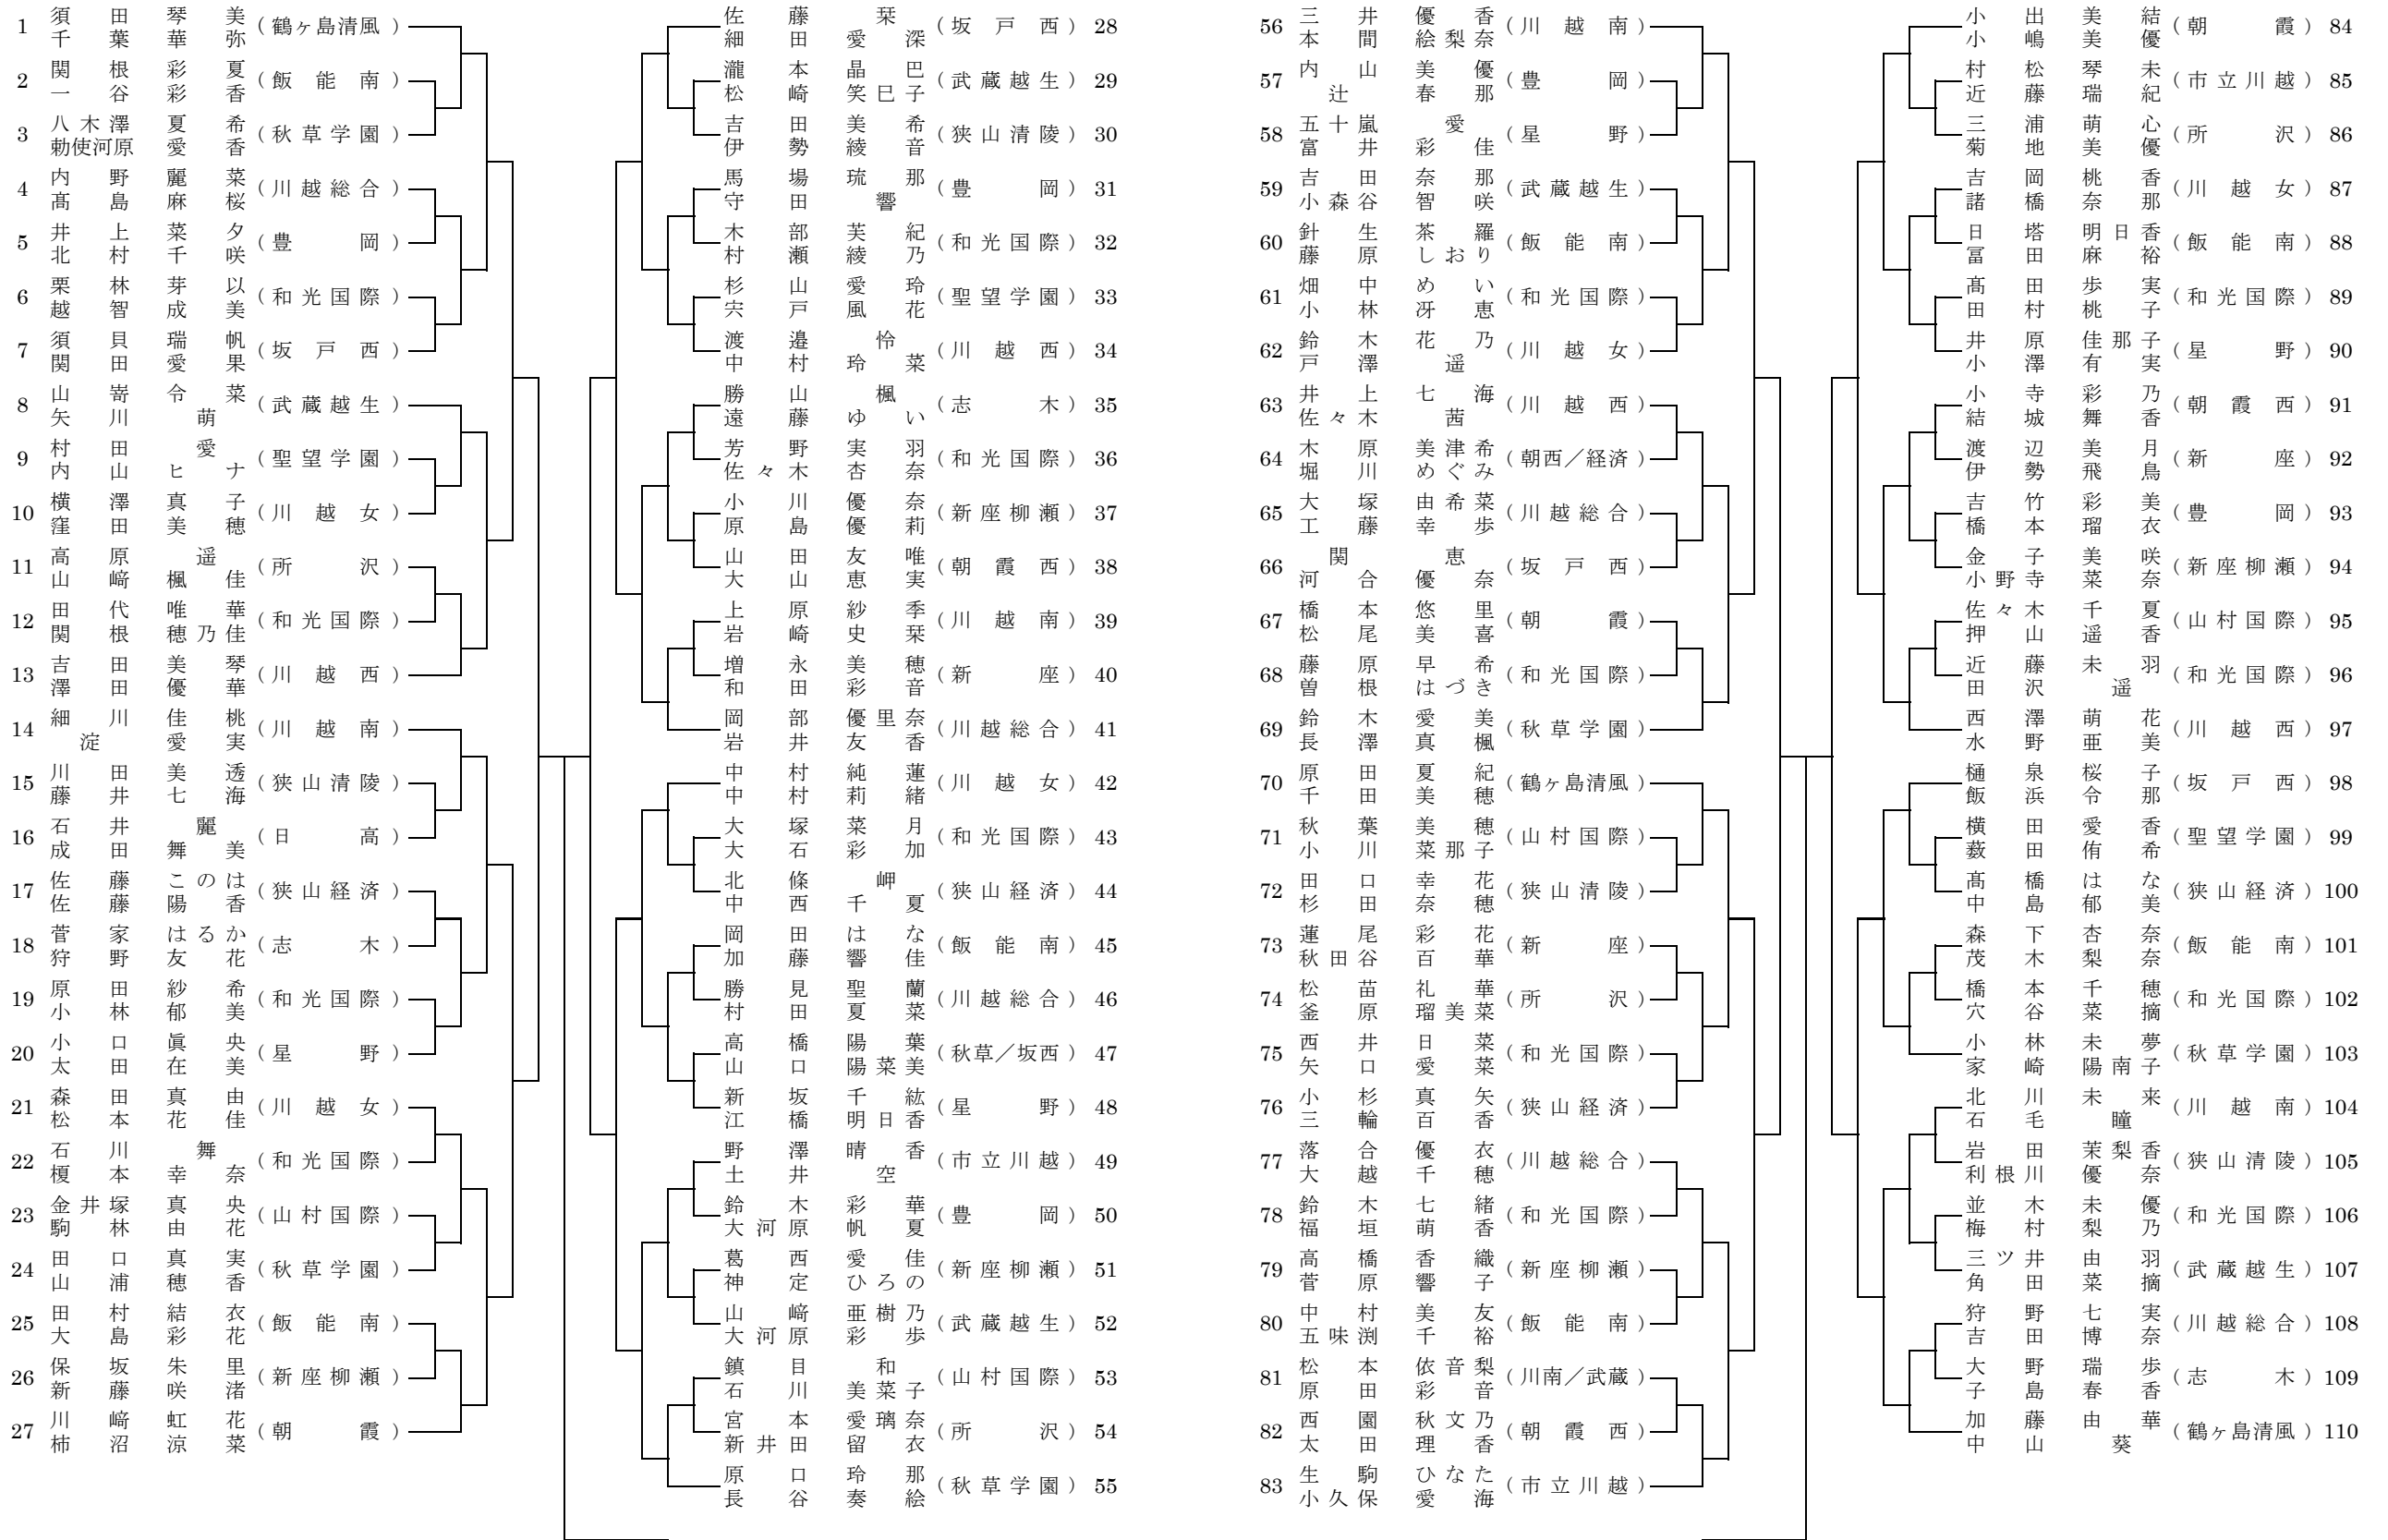 1 須田琴美 (鶴ヶ島清風)
千葉華弥
2 関根彩夏 (飯能南)
一谷彩香
3 八木澤夏希 (秋草学園)
勅使河原愛香
4 内野麗菜 (川越総合)
髙島麻桜
5 井上菜夕 (豊岡)
北村千咲
6 栗林芽以 (和光国際)
越智成美
7 須貝瑞帆 (坂戸西)
関田愛果
8 山嵜令菜 (武蔵越生)
矢川萌
9 村田愛 (聖望学園)
内山ヒナ
10 横澤真子 (川越女)
窪田美穂
11 高原遥 (所沢)
山﨑楓佳
12 田代唯華 (和光国際)
関根穂乃佳
13 吉田美琴 (川越西)
澤田優華
14 細川佳桃 (川越南)
淀愛実
15 川田美透 (狭山清陵)
藤井七海
16 石井麗 (日高)
成田舞美
17 佐藤このは (狭山経済)
佐藤陽香
18 菅家はるか (志木)
狩野友花
19 原田紗希 (和光国際)
小林郁美
20 小口眞央 (星野)
太田在美
21 森田真由 (川越女)
松本花佳
22 石川舞 (和光国際)
榎本幸奈
23 金井塚真央 (山村国際)
駒林由花
24 田口真実 (秋草学園)
山浦穂香
25 田村結衣 (飯能南)
大島彩花
26 保坂朱里 (新座柳瀬)
新藤咲渚
27 川﨑虹花 (朝霞)
柿沼涼菜
佐藤栞 (坂戸西) 28
細田愛深
瀧本晶巴 (武蔵越生) 29
松崎笑巳子
吉田美希 (狭山清陵) 30
伊勢綾音
馬場琉那 (豊岡) 31
守田響
木部芙紀 (和光国際) 32
村瀬綾乃
杉山愛玲 (聖望学園) 33
宍戸風花
渡邉怜 (川越西) 34
中村玲菜
勝山楓 (志木) 35
遠藤ゆい
芳野実羽 (和光国際) 36
佐々木杏奈
小川優奈 (新座柳瀬) 37
原島優莉
山田友唯 (朝霞西) 38
大山恵実
上原紗季 (川越南) 39
岩崎史栞
増永美穂 (新座) 40
和田彩音
岡部優里奈 (川越総合) 41
岩井友香
中村純蓮 (川越女) 42
中村莉緒
大塚菜月 (和光国際) 43
大石彩加
北條岬 (狭山経済) 44
中西千夏
岡田はな (飯能南) 45
加藤響佳
勝見聖蘭 (川越総合) 46
村田夏菜
高橋陽葉 (秋草／坂西) 47
山口陽菜美
新坂千紘 (星野) 48
江橋明日香
野澤晴香 (市立川越) 49
土井空
鈴木彩華 (豊岡) 50
大河原帆夏
葛西愛佳 (新座柳瀬) 51
神定ひろの
山﨑亜樹乃 (武蔵越生) 52
大河原彩歩
鎮目和 (山村国際) 53
石川美菜子
宮本愛璃奈 (所沢) 54
新井田留衣
原口玲那 (秋草学園) 55
長谷奏絵
56 三井優香 (川越南)
本間絵梨奈
57 内山美優 (豊岡)
辻春那
58 五十嵐愛 (星野)
富井彩佳
59 吉田奈那 (武蔵越生)
小森谷智咲
60 針生茶羅 (飯能南)
藤原しおり
61 畑中めい (和光国際)
小林冴恵
62 鈴木花乃 (川越女)
戸澤遥
63 井上七海 (川越西)
佐々木茜
64 木原美津希 (朝西／経済)
堀川めぐみ
65 大塚由希菜 (川越総合)
工藤幸歩
66 関恵 (坂戸西)
河合優奈
67 橋本悠里 (朝霞)
松尾美喜
68 藤原早希 (和光国際)
曽根はづき
69 鈴木愛美 (秋草学園)
長澤真楓
70 原田夏紀 (鶴ヶ島清風)
千田美穂
71 秋葉美穂 (山村国際)
小川菜那子
72 田口幸花 (狭山清陵)
杉田奈穂
73 蓮尾彩花 (新座)
秋田谷百華
74 松苗礼華 (所沢)
釜原瑠美菜
75 西井日菜 (和光国際)
矢口愛菜
76 小杉真矢 (狭山経済)
三輪百香
77 落合優衣 (川越総合)
大越千穂
78 鈴木七緒 (和光国際)
福垣萌香
79 高橋香織 (新座柳瀬)
菅原響子
80 中村美友 (飯能南)
五味渕千裕
81 松本依音梨 (川南／武蔵)
原田彩音
82 西園秋文乃 (朝霞西)
太田理香
83 生駒ひなた (市立川越)
小久保愛海
小出美結 (朝霞) 84
小嶋美優
村松琴未 (市立川越) 85
近藤瑞紀
三浦萌心 (所沢) 86
菊地美優
吉岡桃香 (川越女) 87
諸橋奈那
日塔明日香 (飯能南) 88
冨田麻裕
髙田歩実 (和光国際) 89
田村桃子
井原佳那子 (星野) 90
小澤有実
小寺彩乃 (朝霞西) 91
結城舞香
渡辺美月 (新座) 92
伊勢飛鳥
吉竹彩美 (豊岡) 93
橋本瑠衣
金子美咲 (新座柳瀬) 94
小野寺菜奈
佐々木千夏 (山村国際) 95
押山遥香
近藤未羽 (和光国際) 96
田沢遥
西澤萌花 (川越西) 97
水野亜美
樋泉桜子 (坂戸西) 98
飯浜令那
横田愛香 (聖望学園) 99
薮田侑希
髙橋はな (狭山経済) 100
中島郁美
森下杏奈 (飯能南) 101
茂木梨奈
橋本千穂 (和光国際) 102
穴谷菜摘
小林未夢 (秋草学園) 103
家崎陽南子
北川未来 (川越南) 104
石毛瞳
岩田茉梨香 (狭山清陵) 105
利根川優奈
並木未優 (和光国際) 106
梅村梨乃
三ツ井由羽 (武蔵越生) 107
角田菜摘
狩野七実 (川越総合) 108
吉田博奈
大野瑞歩 (志木) 109
子島春香
加藤由華 (鶴ヶ島清風) 110
中山葵